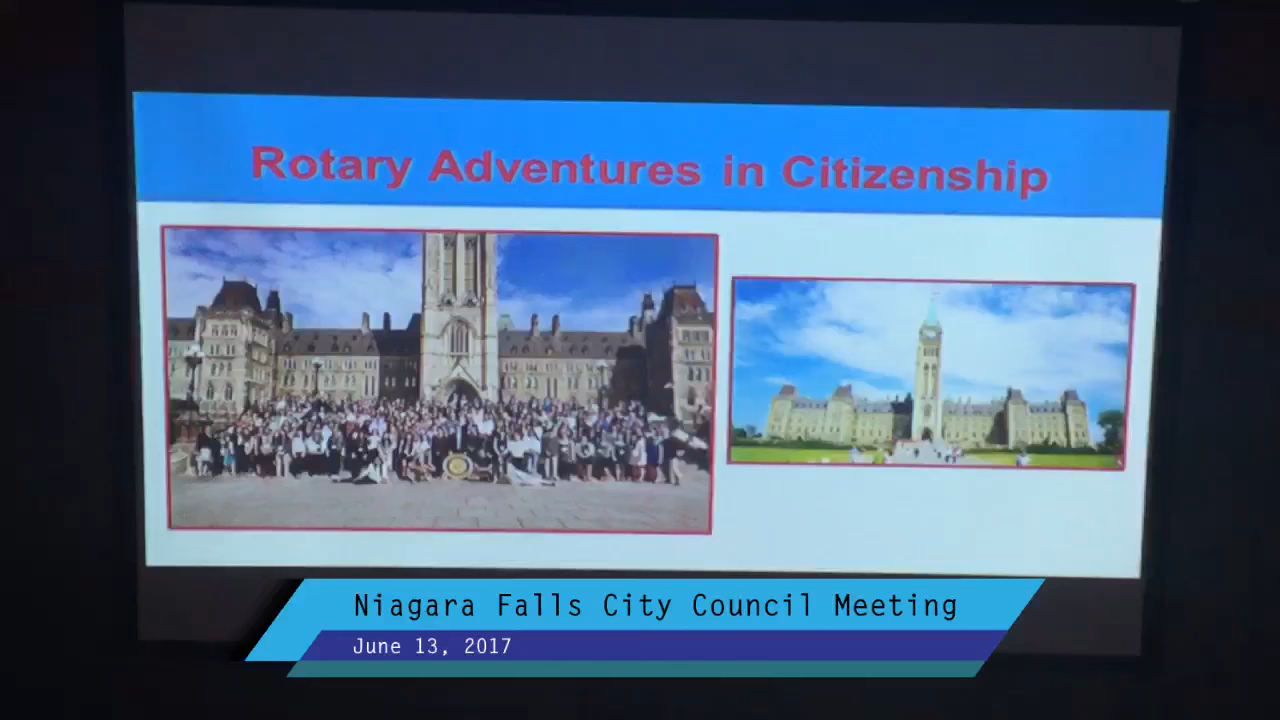 Rotary Adventures in Citizenship
Niagara Falls City Council Meeting
June 13, 2017